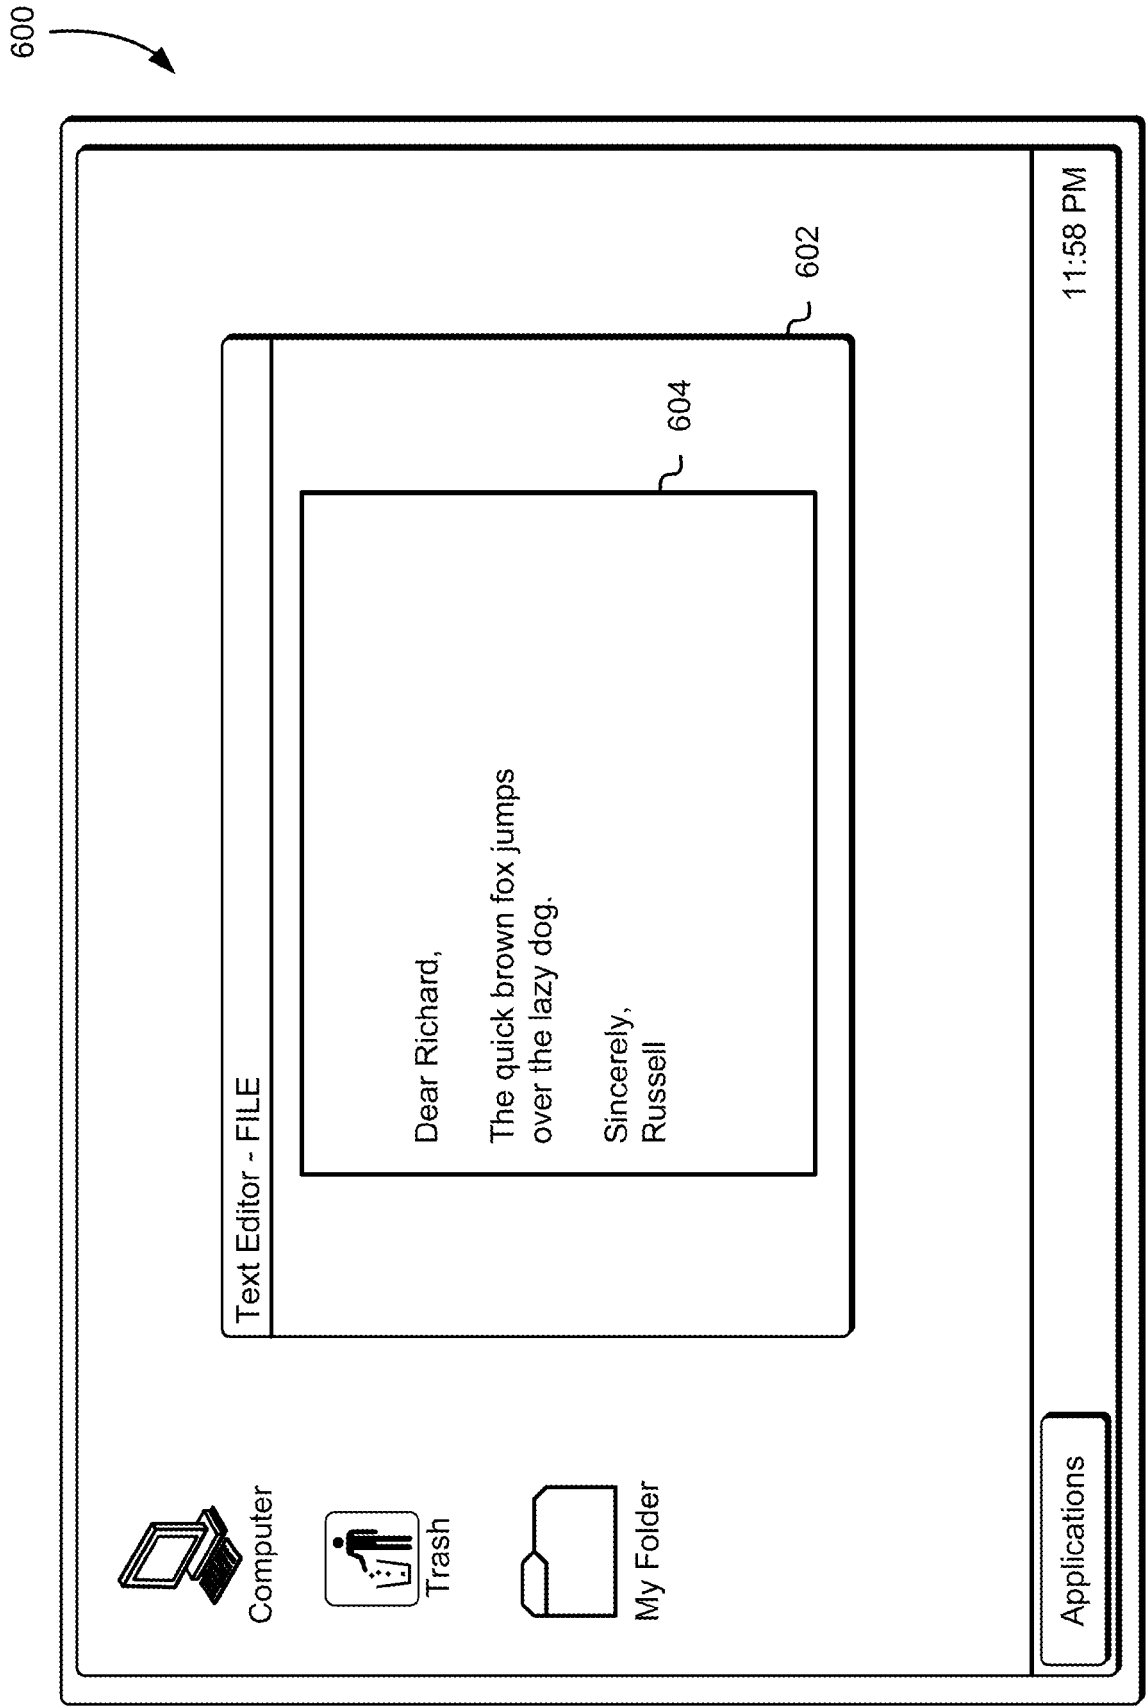 600
Computer
Trash
My Folder
Text Editor - FILE
Dear Richard,
The quick brown fox jumps
over the lazy dog.
Sincerely,
Russell
604
602
Applications
11:58 PM